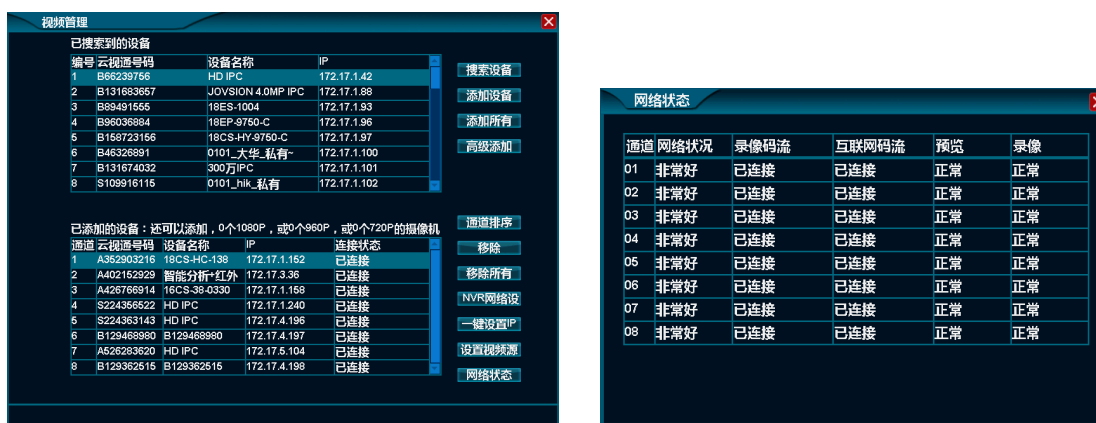 视频管理
已搜索到的设备
编号 云视通号码 设备名称 IP
1 B66239756 HD IPC 172.17.1.42
2 B131683657 JOVSION 4.0MP IPC 172.17.1.88
3 B89491555 18ES-1004 172.17.1.93
4 B96036884 18EP-9750-C 172.17.1.96
5 B158723156 18CS-HY-9750-C 172.17.1.97
6 B46326891 0101_大华_私有~ 172.17.1.100
7 B131674032 300万IPC 172.17.1.101
8 S109916115 0101_hik_私有 172.17.1.102
搜索设备
添加设备
添加所有
高级添加
已添加的设备：还可以添加，0个1080P，或0个960P，或0个720P的摄像机
通道 云视通号码 设备名称 IP 连接状态
1 A352903216 18CS-HC-138 172.17.1.152 已连接
2 A402152929 智能分析+红外 172.17.3.36 已连接
3 A426766914 16CS-38-0330 172.17.1.158 已连接
4 S224356522 HD IPC 172.17.1.240 已连接
5 S224363143 HD IPC 172.17.4.196 已连接
6 B129468980 B129468980 172.17.4.197 已连接
7 A526283620 HD IPC 172.17.5.104 已连接
8 B129362515 B129362515 172.17.4.198 已连接
通道排序
移除
移除所有
NVR网络设
一键设置IP
设置视频源
网络状态
网络状态
通道 网络状况 录像码流 互联网码流 预览 录像
01 非常好 已连接 已连接 正常 正常
02 非常好 已连接 已连接 正常 正常
03 非常好 已连接 已连接 正常 正常
04 非常好 已连接 已连接 正常 正常
05 非常好 已连接 已连接 正常 正常
06 非常好 已连接 已连接 正常 正常
07 非常好 已连接 已连接 正常 正常
08 非常好 已连接 已连接 正常 正常